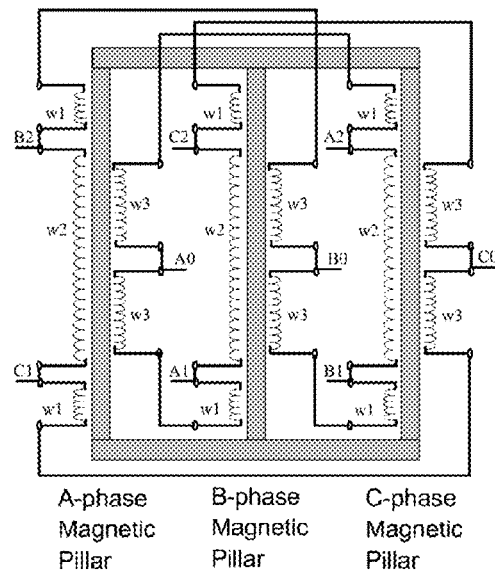 w1 w1 w1
B2 C2 A2
w3 w3 w3
w2 w2 w2
A0 B0 C0
w3 w3 w3
C1 A1 B1
w1 w1 w1
A-phase Magnetic Pillar
B-phase Magnetic Pillar
C-phase Magnetic Pillar